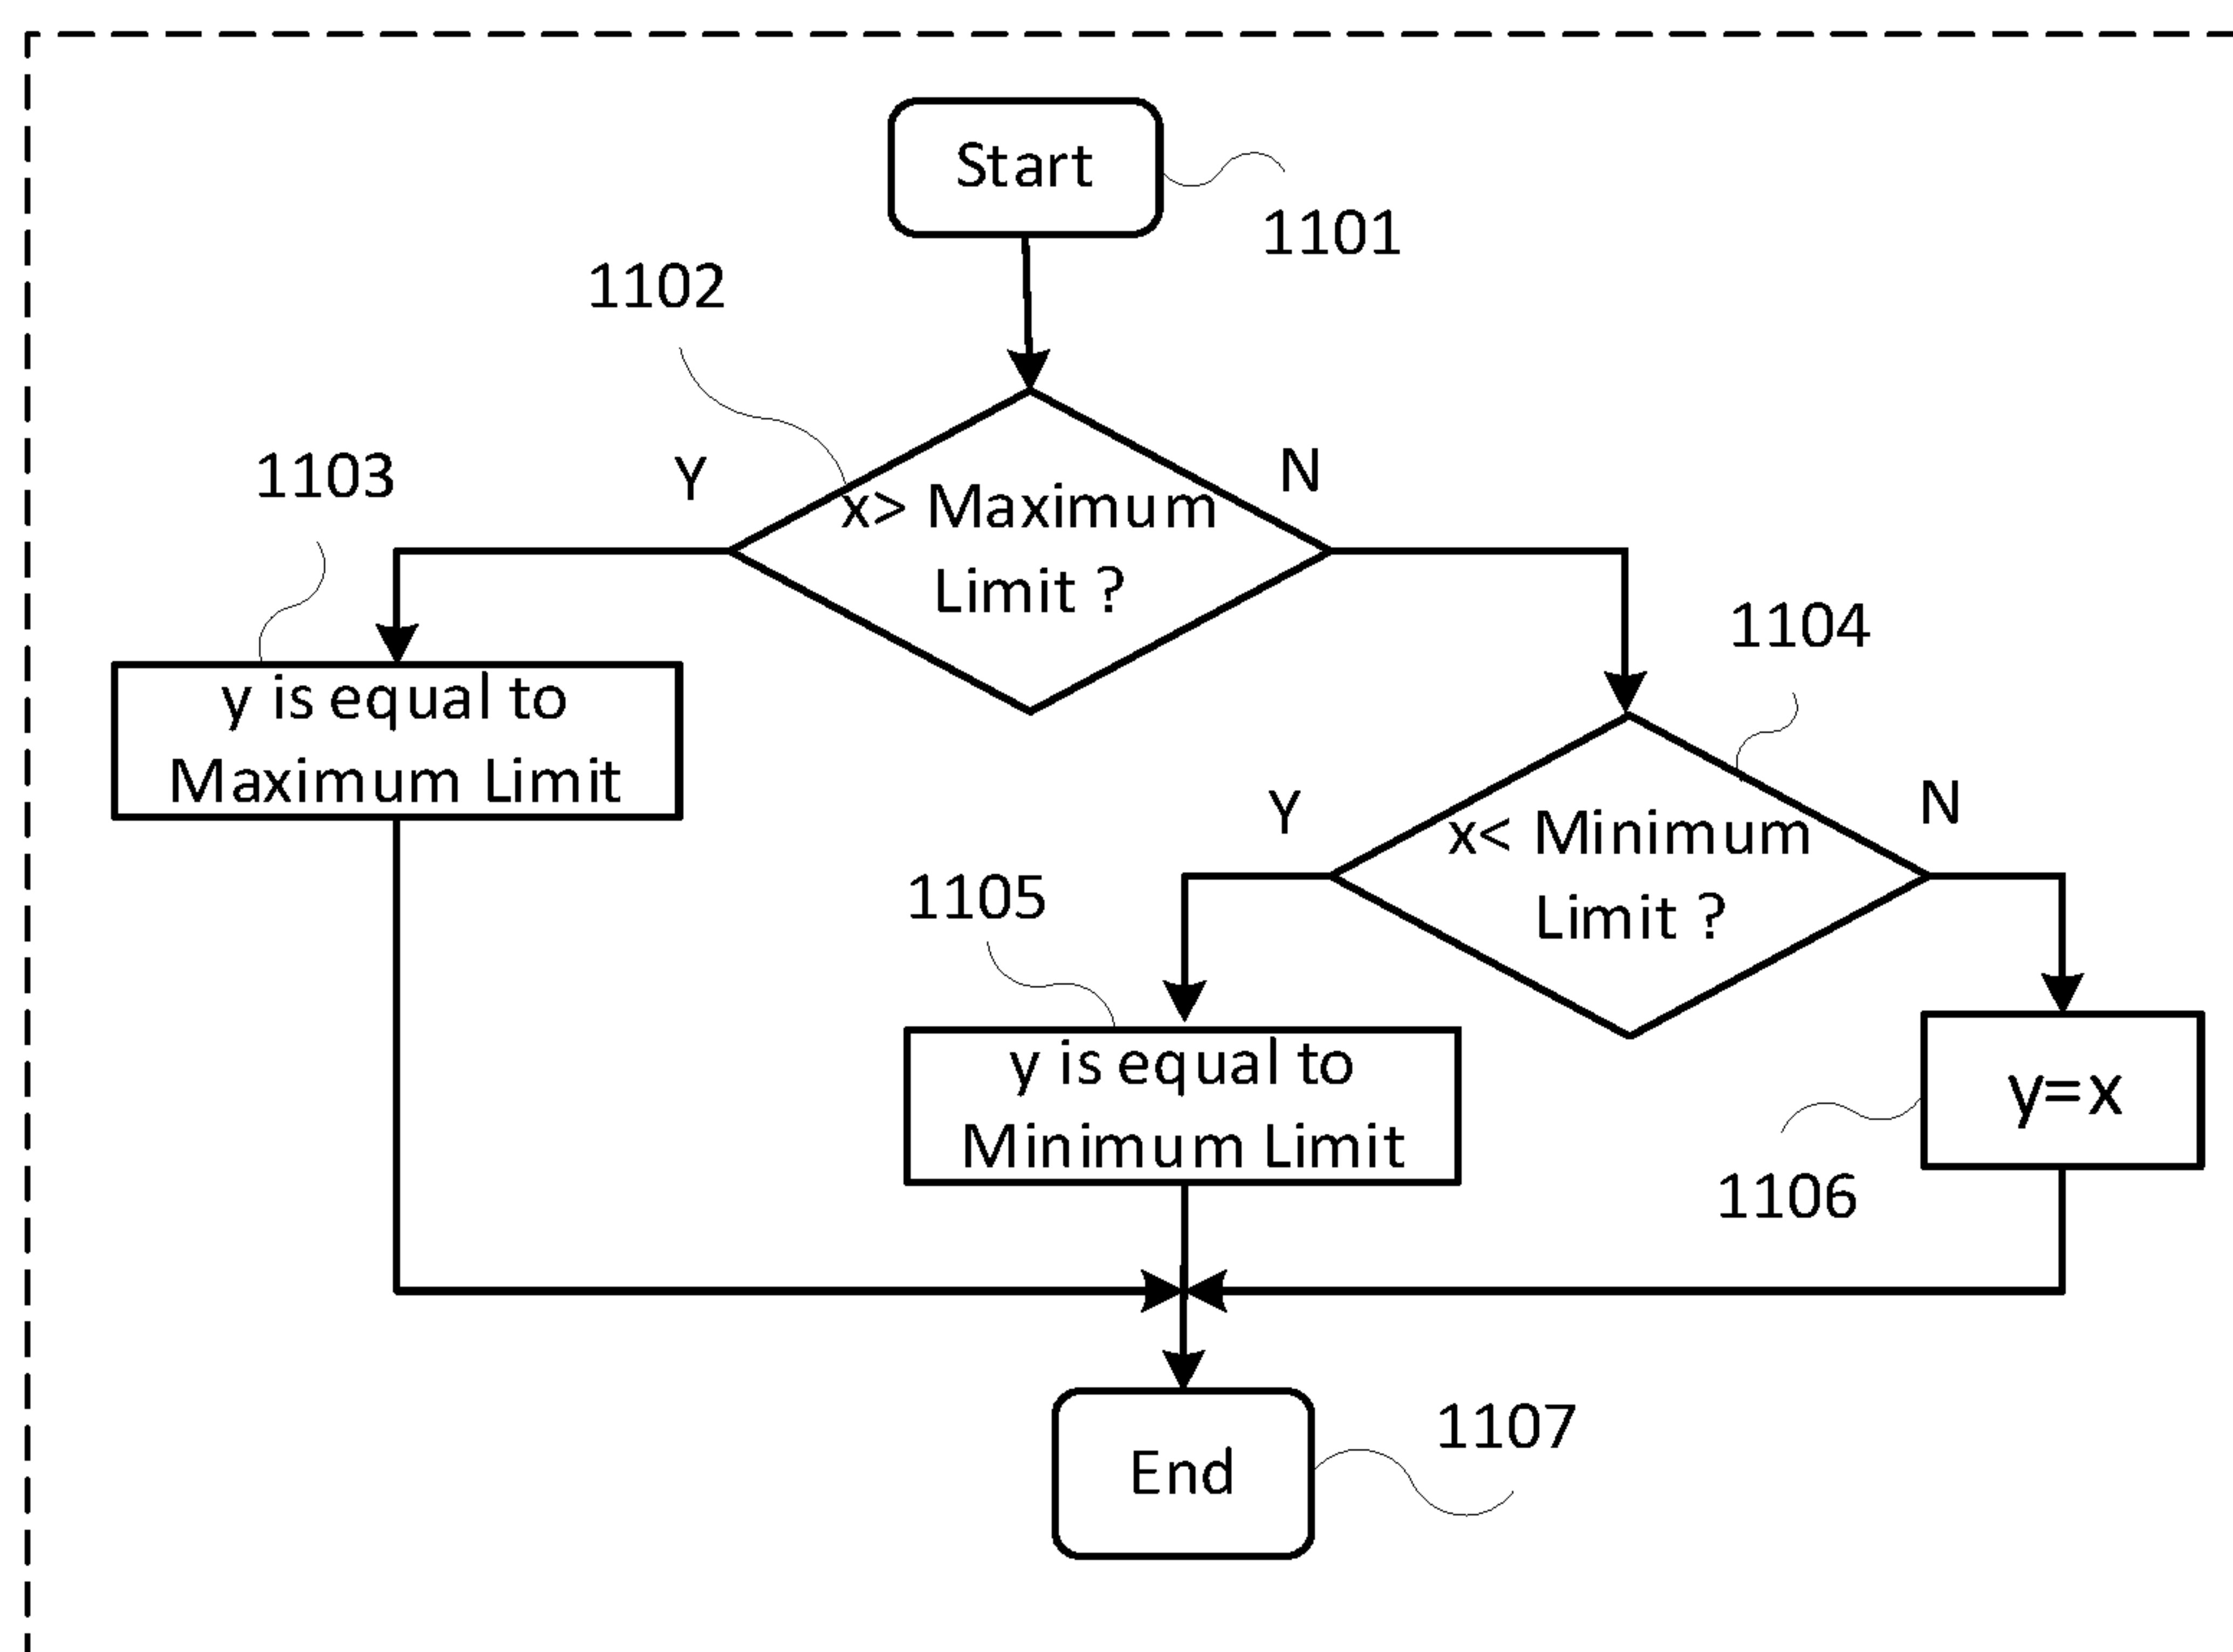 Start
1101
1102
Y
N
1103
x> Maximum
Limit ?
1104
y is equal to
Maximum Limit
Y
N
x< Minimum
Limit ?
1105
y is equal to
Minimum Limit
y=x
1106
End
1107